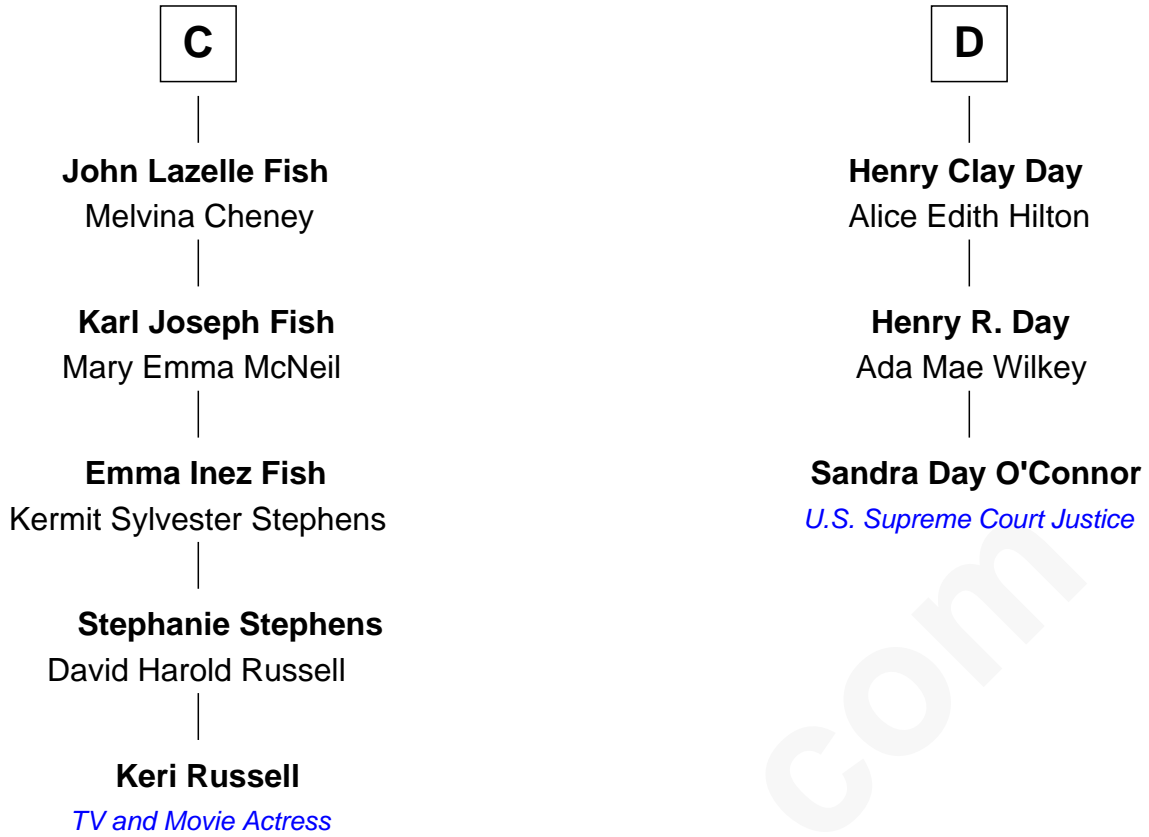 C
John Lazelle Fish
Melvina Cheney
Karl Joseph Fish
Mary Emma McNeil
Emma Inez Fish
Kermit Sylvester Stephens
Stephanie Stephens
David Harold Russell
Keri Russell
TV and Movie Actress
D
Henry Clay Day
Alice Edith Hilton
Henry R. Day
Ada Mae Wilkey
Sandra Day O'Connor
U.S. Supreme Court Justice
com